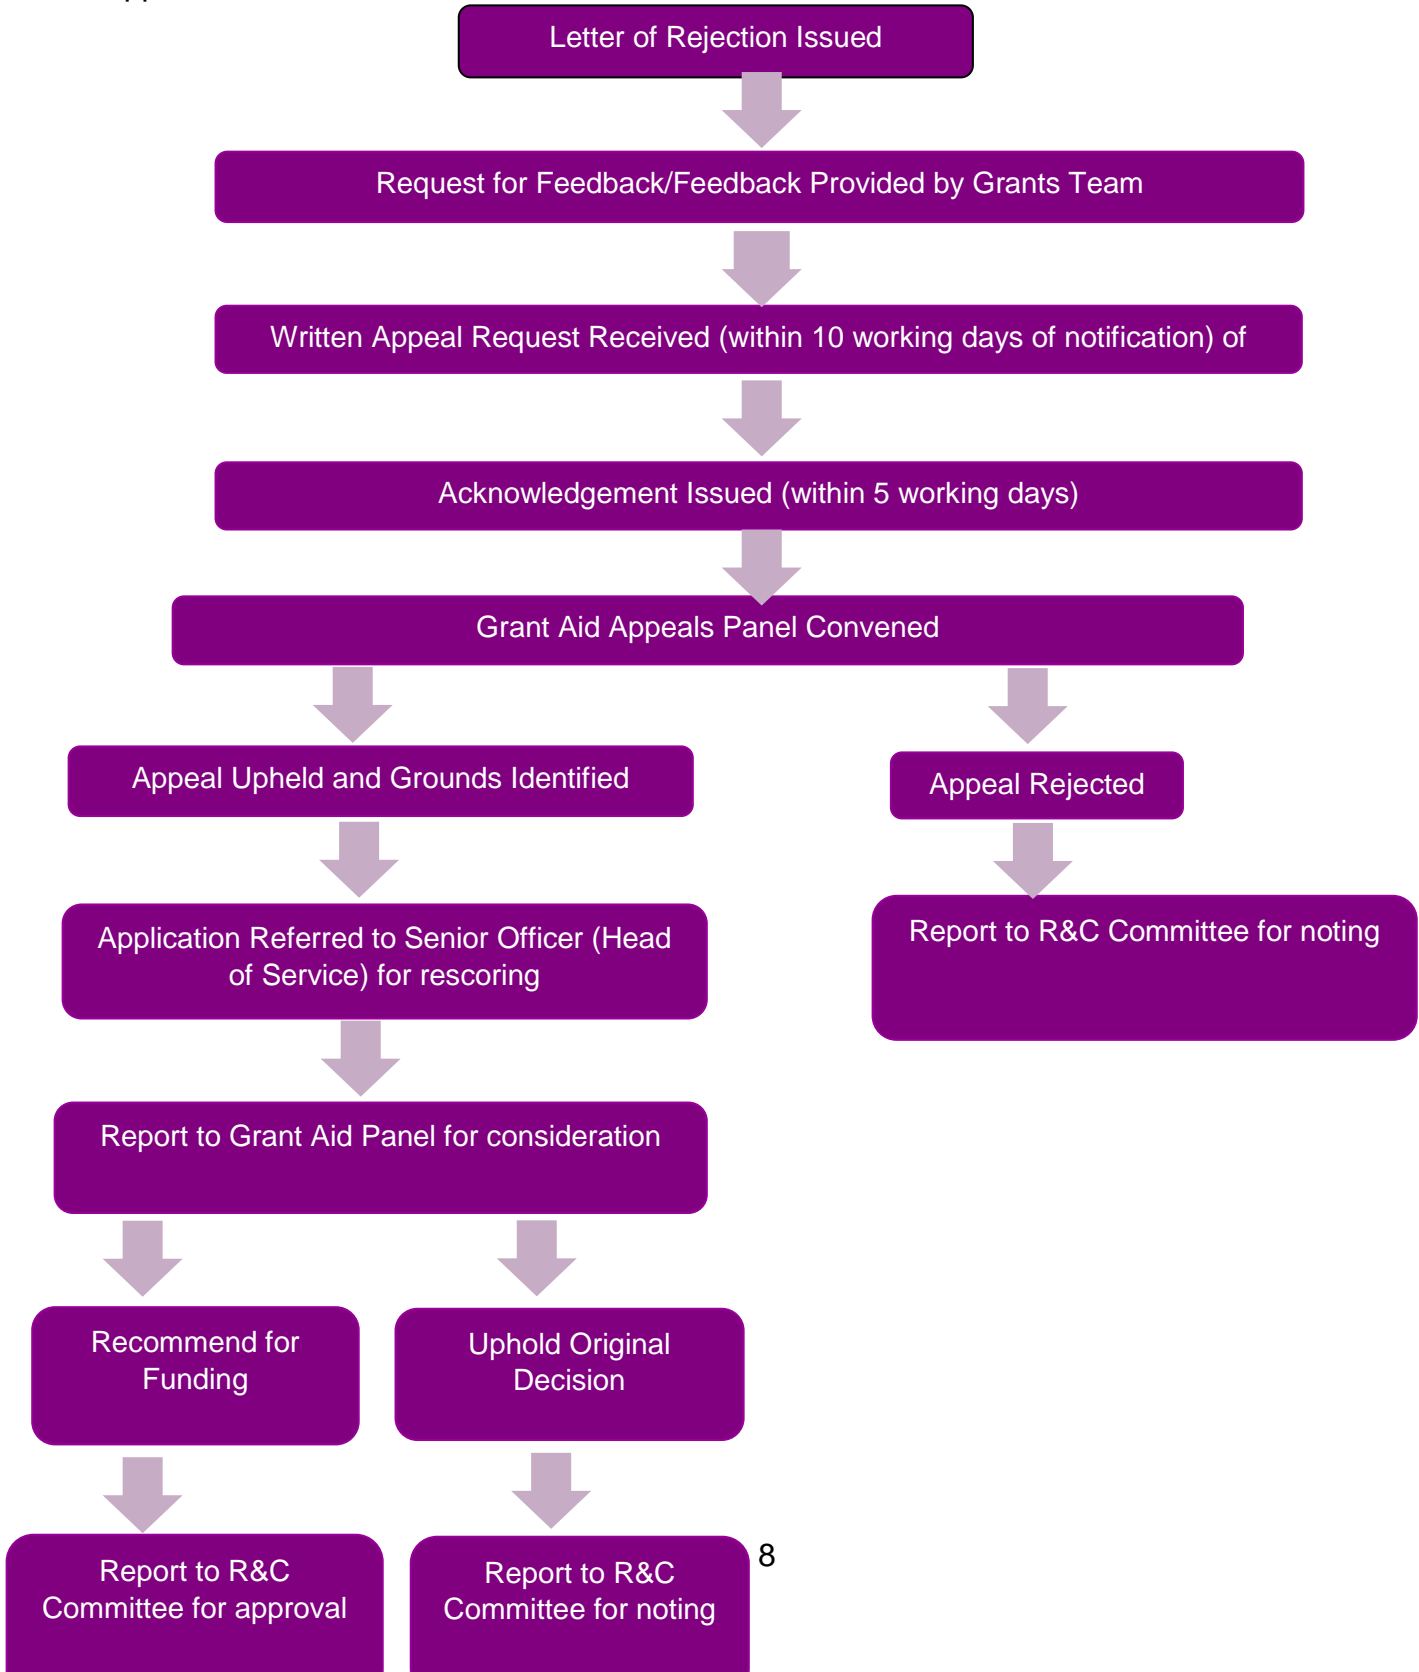 Letter of Rejection Issued
Request for Feedback/Feedback Provided by Grants Team
Written Appeal Request Received (within 10 working days of notification) of
Acknowledgement Issued (within 5 working days)
Grant Aid Appeals Panel Convened
Appeal Upheld and Grounds Identified
Appeal Rejected
Application Referred to Senior Officer (Head
of Service) for rescoring
Report to R&C Committee for noting
Report to Grant Aid Panel for consideration
Recommend for
Funding
Uphold Original
Decision
Report to R&C
Committee for approval
Report to R&C
Committee for noting
8